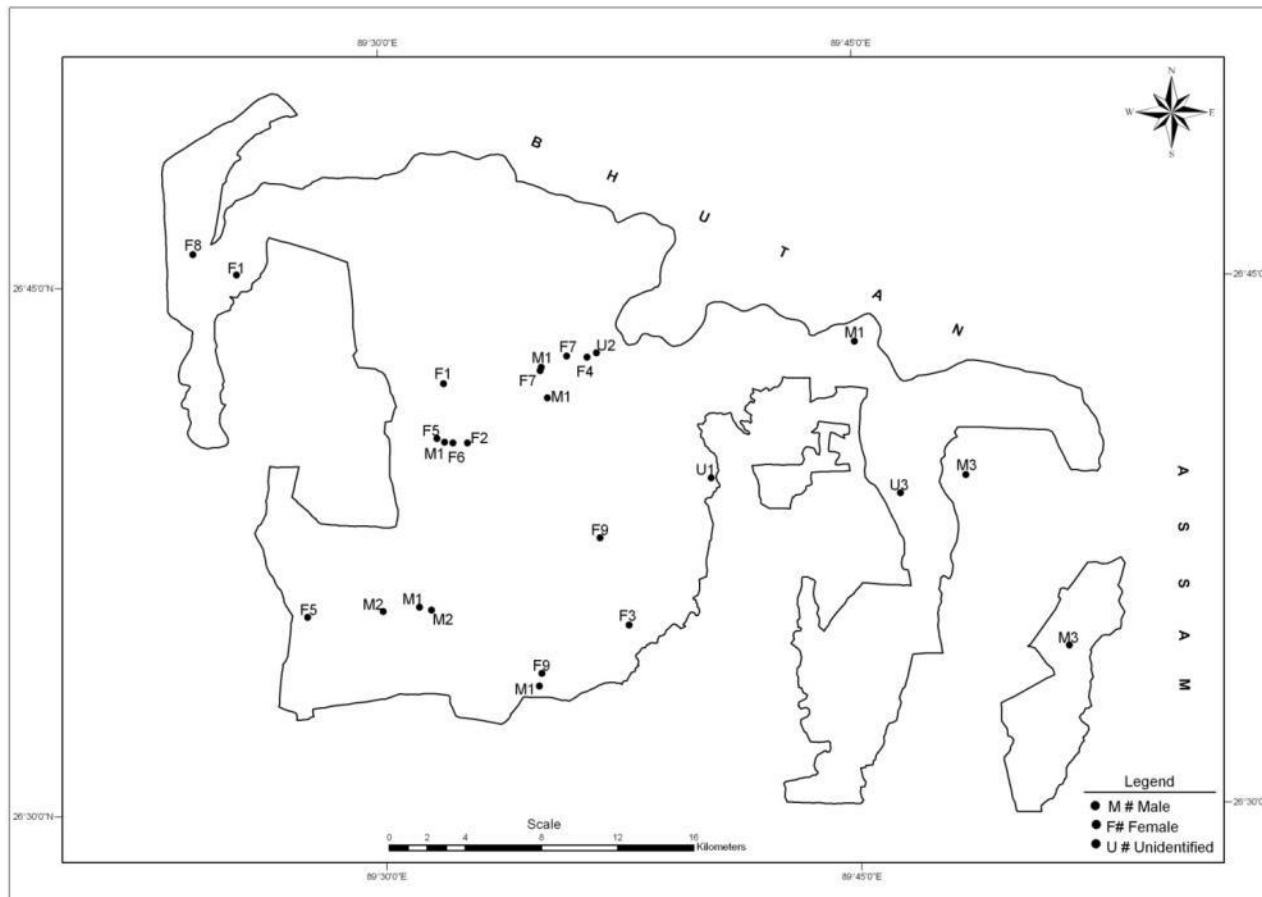 89°30'0"E
89°45'0"E
N
W E
S
B
H
U
T
A
N
F8
F1
26°45'0"N
26°45'0"N
M1
F7
U2
M1
F4
F7
F1
M1
F5
F2
M1
F6
U1
M3
U3
A
S
S
A
M
F9
M1
M2
F5
M2
F3
M3
F9
M1
Legend
M # Male
F# Female
U # Unidentified
26°30'0"N
26°30'0"N
Scale
0 2 4 8 12 16
Kilometers
89°30'0"E
89°45'0"E